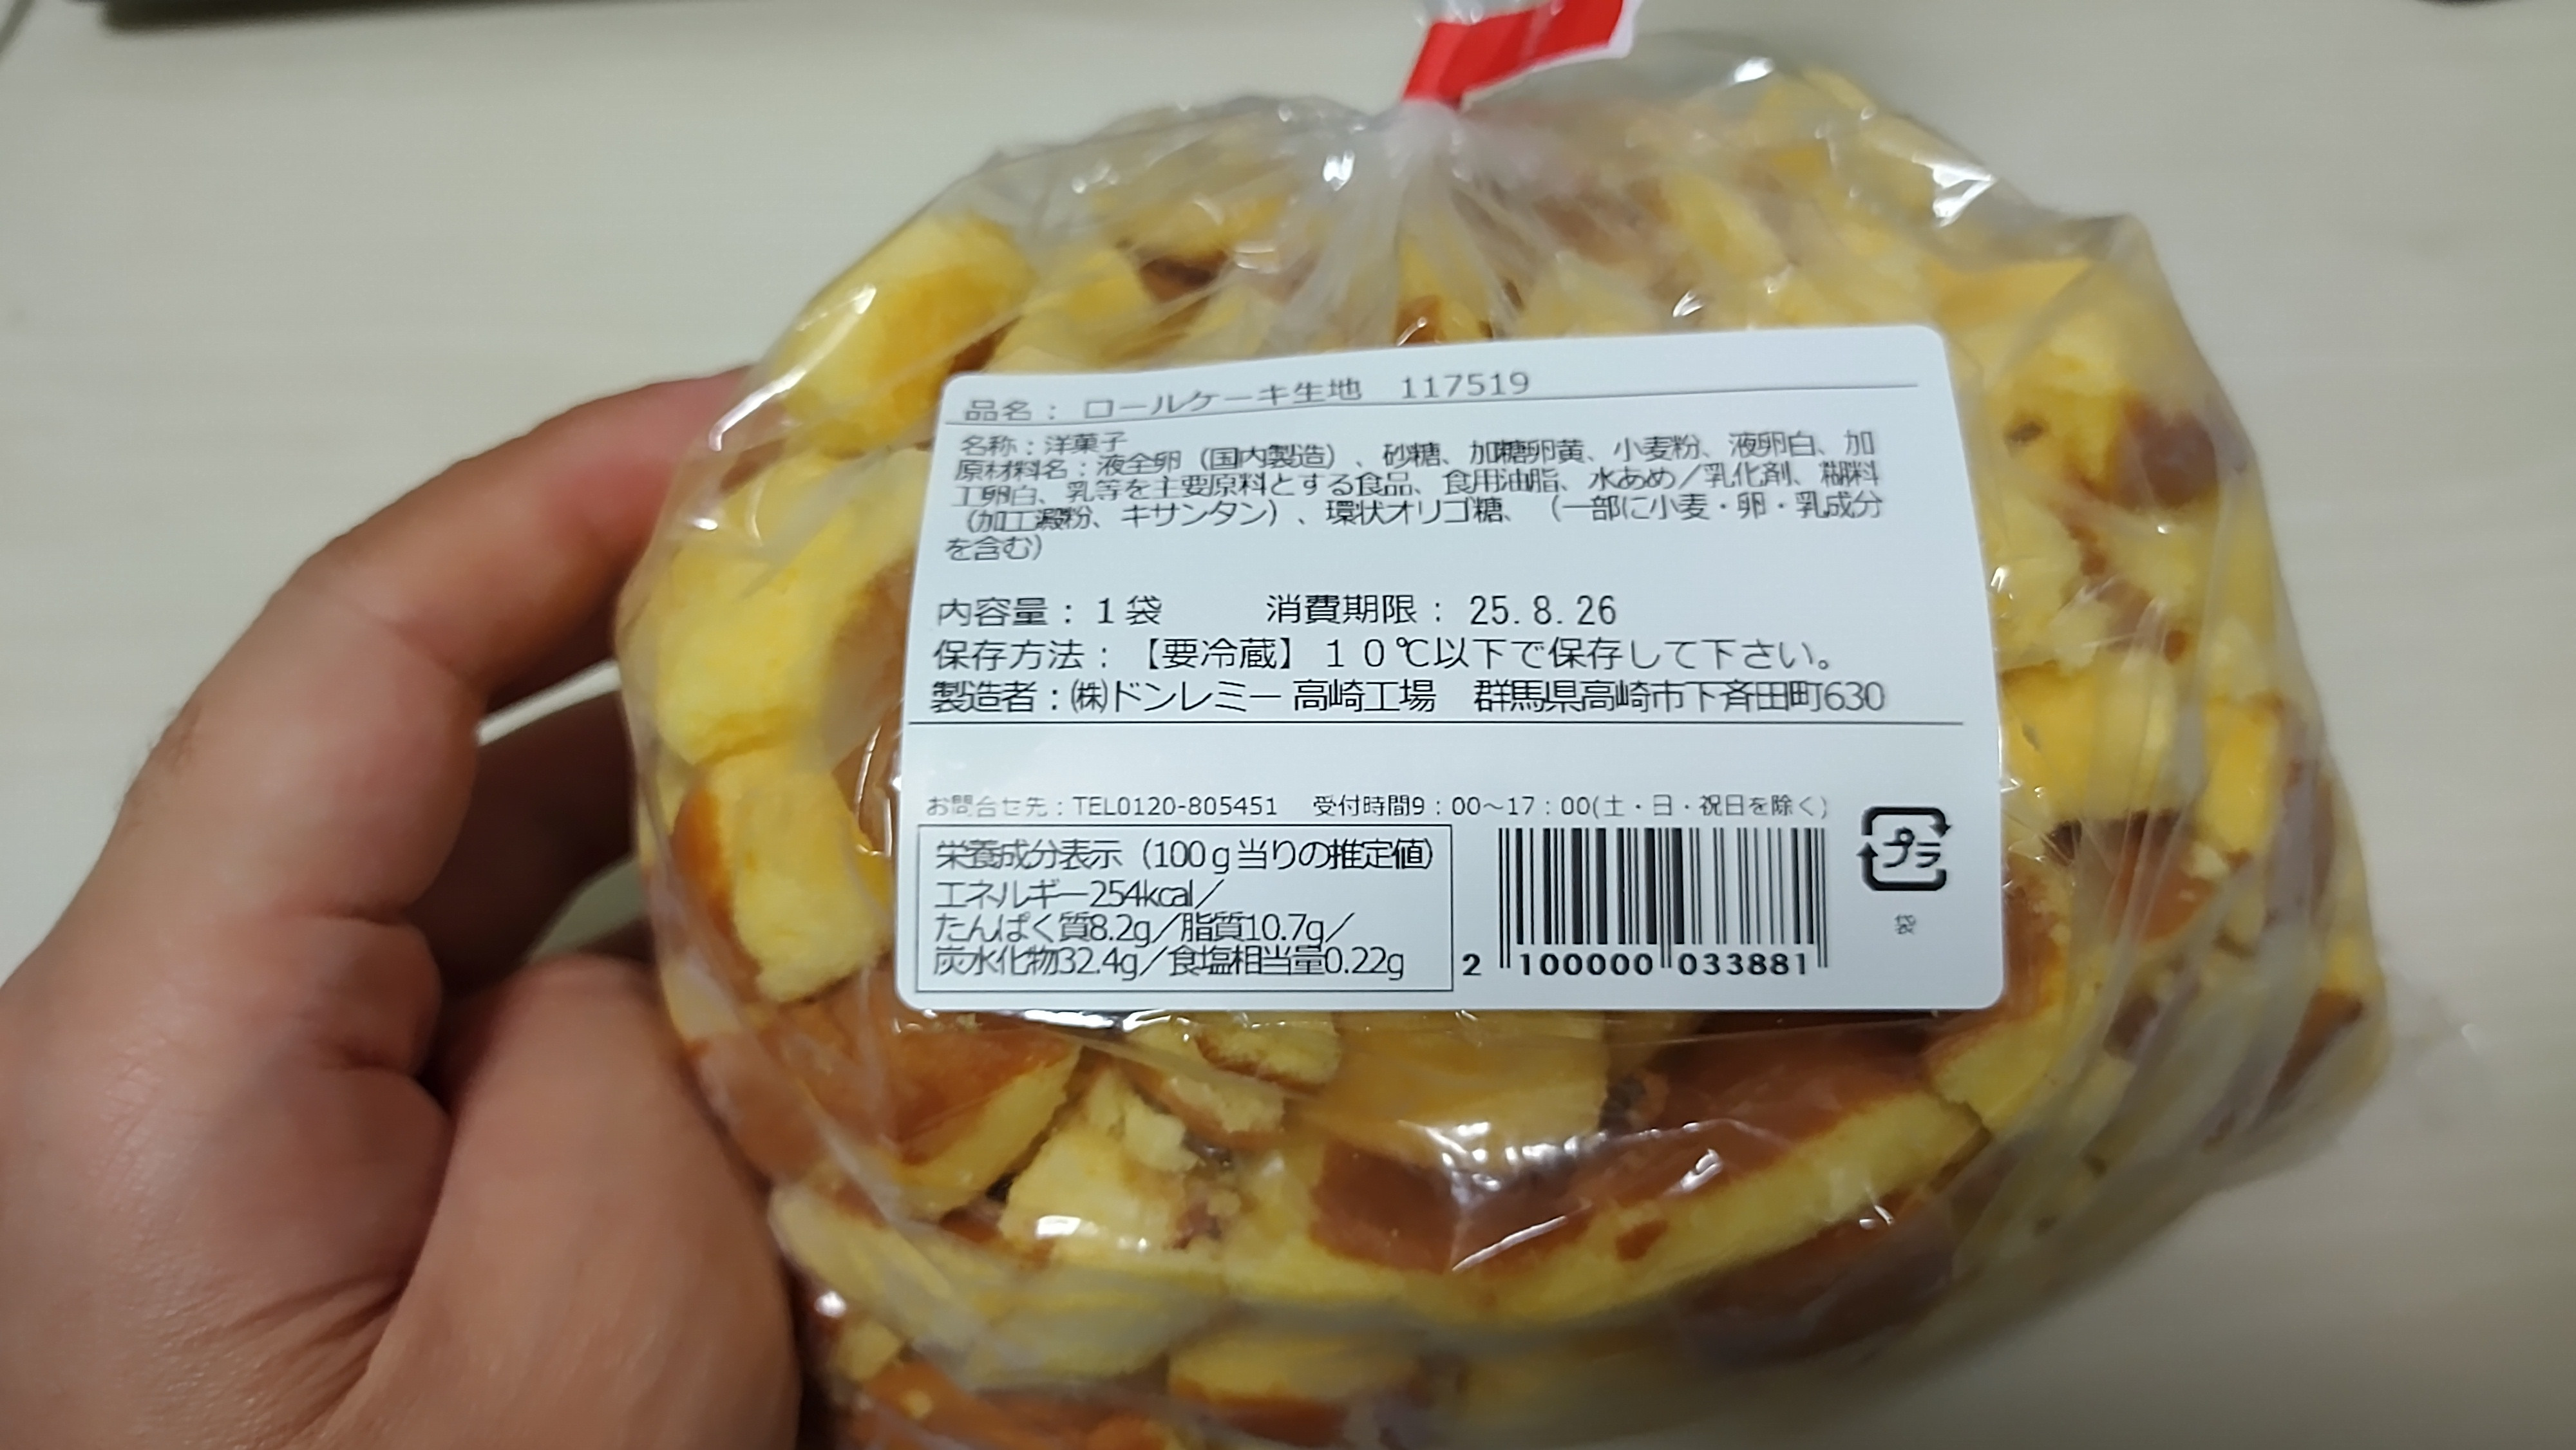 品名：ロールケーキ生地　117519
名称：洋菓子
原材料名：液全卵（国内製造）、砂糖、加糖卵黄、小麦粉、液卵白、加
工卵白、乳等を主要原料とする食品、食用油脂、水あめ／乳化剤、糊料
（加工澱粉、キサンタン）、環状オリゴ糖、（一部に小麦・卵・乳成分
を含む）
内容量：１袋　消費期限：25.8.26
保存方法：【要冷蔵】１０℃以下で保存して下さい。
製造者：㈱ドンレミー 高崎工場　群馬県高崎市下斉田町630
お問合せ先：TEL0120-805451　受付時間9：00～17：00(土・日・祝日を除く)
栄養成分表示（100ｇ当りの推定値）
エネルギー254kcal／
たんぱく質8.2g／脂質10.7g／
炭水化物32.4g／食塩相当量0.22g
2 100000 033881
プラ
袋